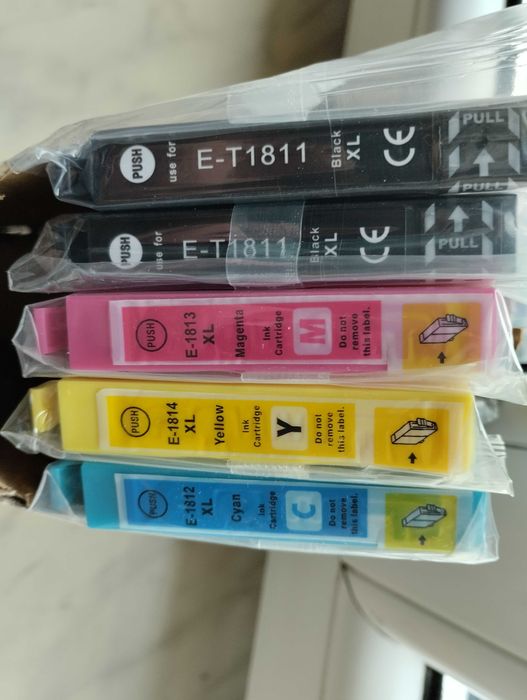 PUSH
use for
E-T1811
Black
XL
CE
PULL
PULL
PUSH
use for
E-T1811
Black
XL
CE
PULL
PUSH
E-1813
XL
Magenta
Ink
Cartridge
M
Do not
remove
this label.
PUSH
E-1814
XL
Yellow
Ink
Cartridge
Y
Do not
remove
this label.
PUSH
E-1812
XL
Cyan
Ink
Cartridge
C
Do not
remove
this label.